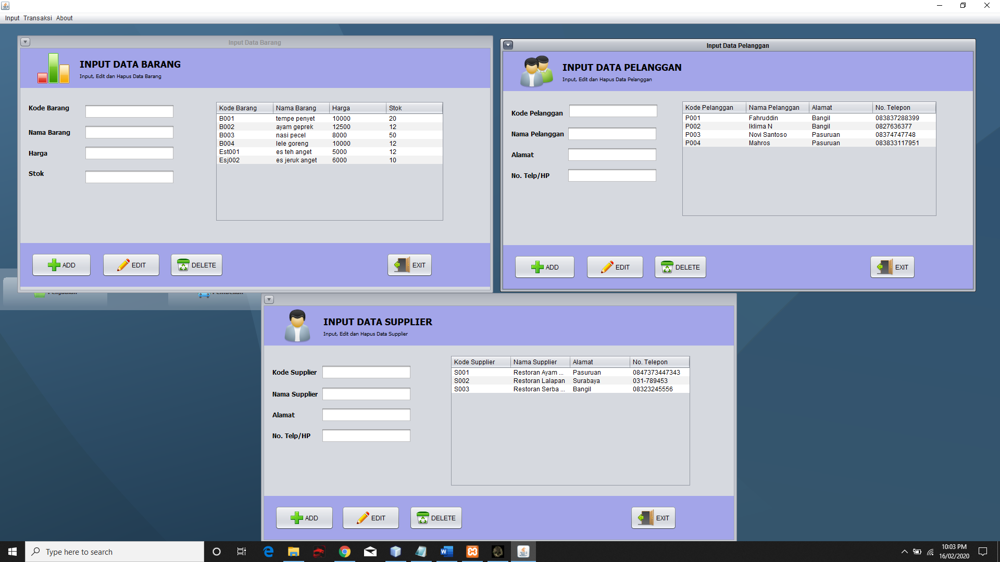 Input Transaksi About
Input Data Barang
INPUT DATA BARANG
Input, Edit dan Hapus Data Barang
Kode Barang
Nama Barang
Harga
Stok
Kode Barang Nama Barang Harga Stok
B001 tempe penyet 10000 20
B002 ayam geprek 12500 12
B003 nasi pecel 8000 50
B004 lele goreng 10000 12
Est001 es teh anget 5000 12
Esj002 es jeruk anget 6000 10
ADD EDIT DELETE EXIT
Input Data Pelanggan
INPUT DATA PELANGGAN
Input, Edit dan Hapus Data Pelanggan
Kode Pelanggan
Nama Pelanggan
Alamat
No. Telp/HP
Kode Pelanggan Nama Pelanggan Alamat No. Telepon
P001 Fahruddin Bangil 083837288399
P002 Iklima N Bangil 0827636377
P003 Novi Santoso Pasuruan 08374747748
P004 Mahros Pasuruan 083833117951
ADD EDIT DELETE EXIT
INPUT DATA SUPPLIER
Input, Edit dan Hapus Data Supplier
Kode Supplier
Nama Supplier
Alamat
No. Telp/HP
Kode Supplier Nama Supplier Alamat No. Telepon
S001 Restoran Ayam ... Pasuruan 0847373447343
S002 Restoran Lalapan Surabaya 031-789453
S003 Restoran Serba ... Bangil 08323245556
ADD EDIT DELETE EXIT
Type here to search
10:03 PM
16/02/2020